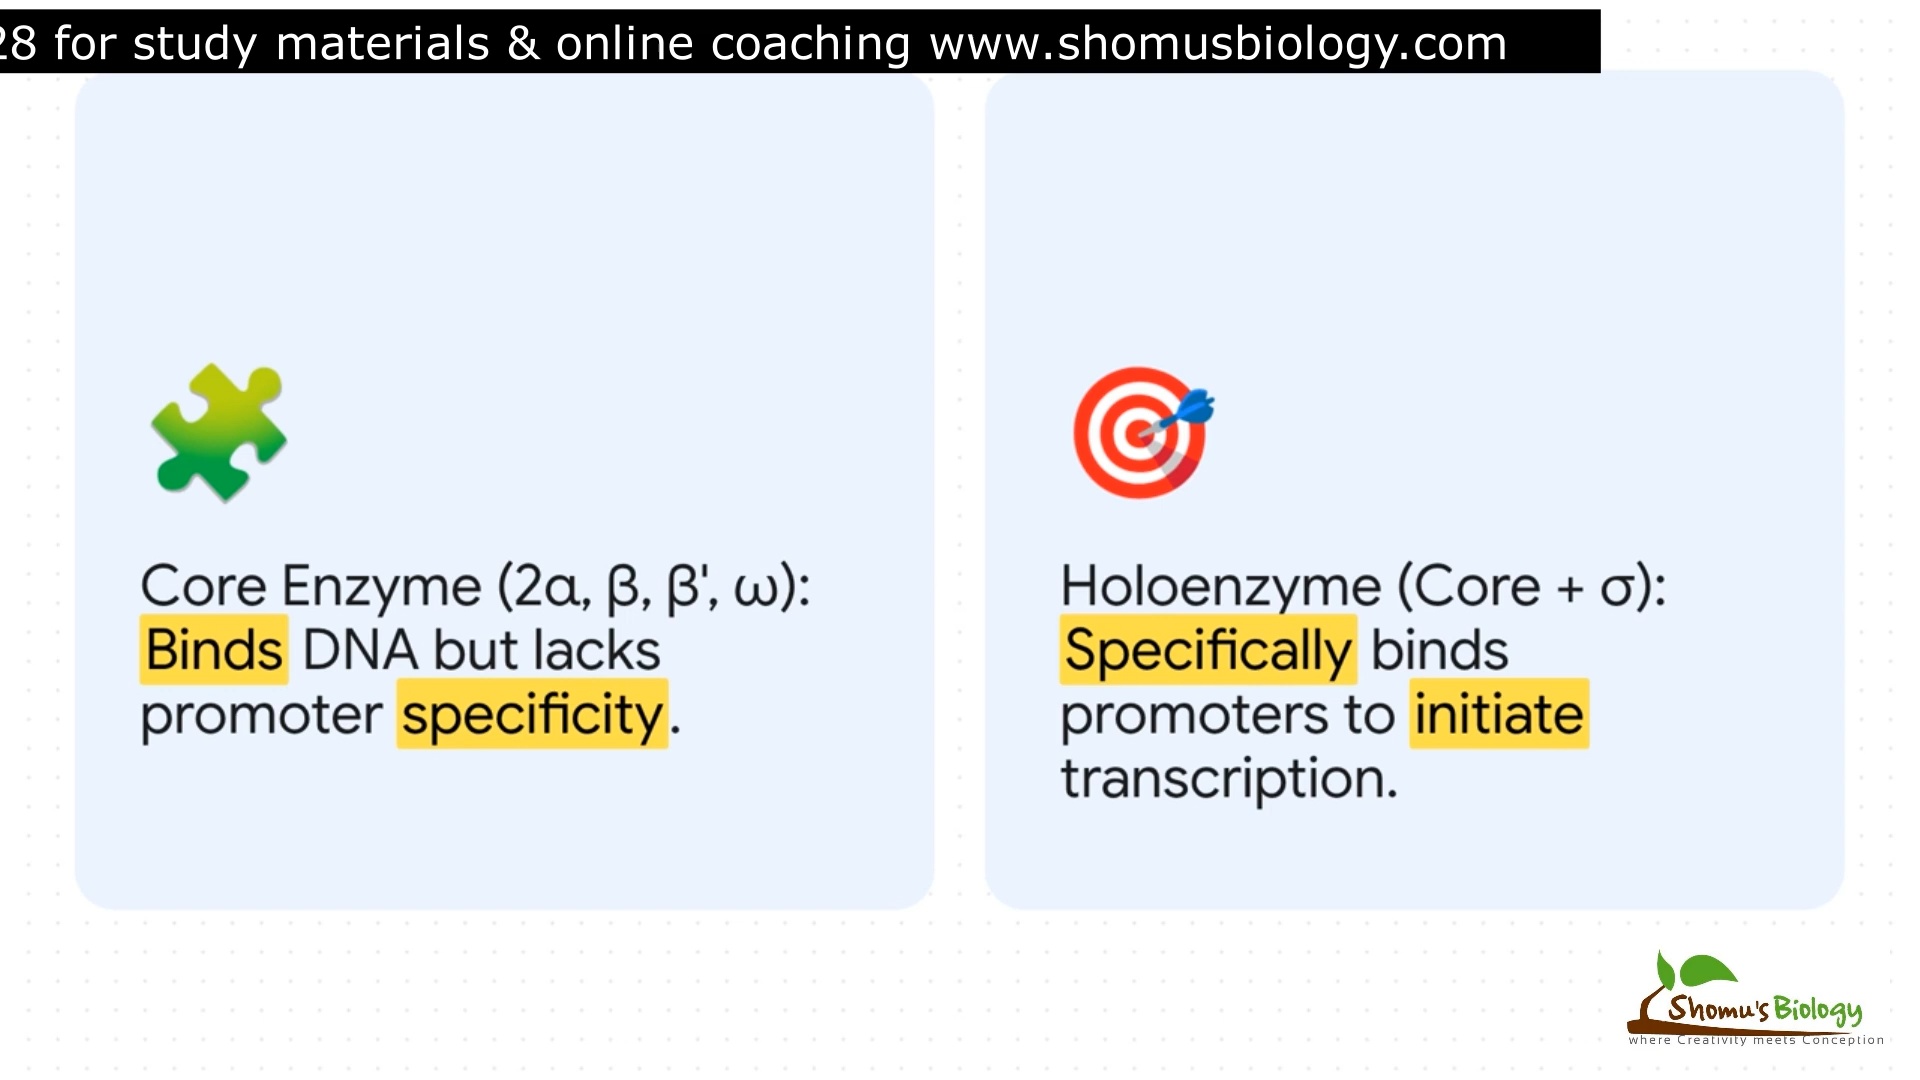 28 for study materials & online coaching www.shomusbiology.com
Core Enzyme (2α, β, β', ω):
Binds DNA but lacks
promoter specificity.
Holoenzyme (Core + σ):
Specifically binds
promoters to initiate
transcription.
Shomu's Biology
where Creativity meets Conception